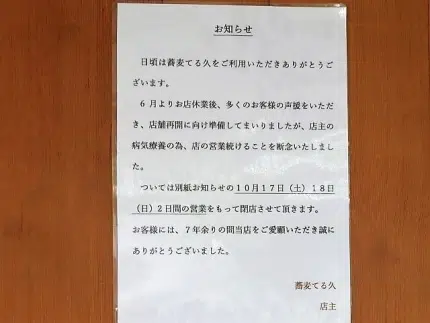 お知らせ
日頃は蕎麦てる久をご利用いただきありがとうご
ざいます。
６月よりお店休業後、多くのお客様の声援をいただ
き、店舗再開に向け準備してまいりましたが、店主の
病気療養の為、店の営業続けることを断念いたしまし
た。
ついては別紙お知らせの１０月１７日（土）１８日
（日）２日間の営業をもって閉店させて頂きます。
お客様には、７年余りの間当店をご愛顧いただき誠に
ありがとうございました。
蕎麦てる久
店主